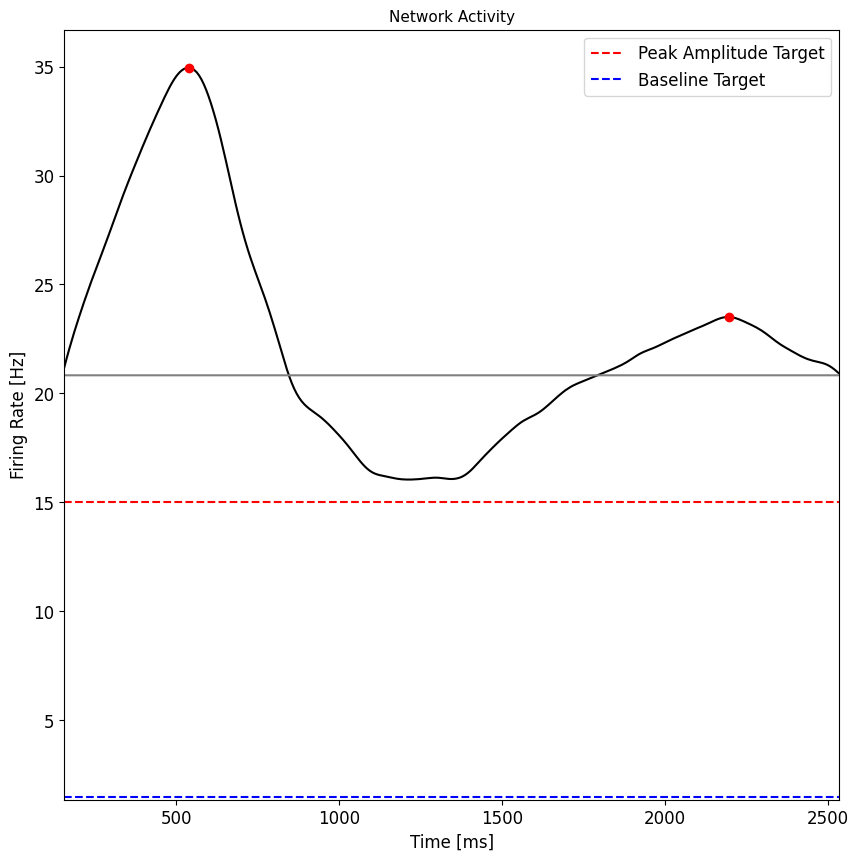 Network Activity
Peak Amplitude Target
Baseline Target
Firing Rate [Hz]
35
30
25
20
15
10
5
500
1000
1500
2000
2500
Time [ms]